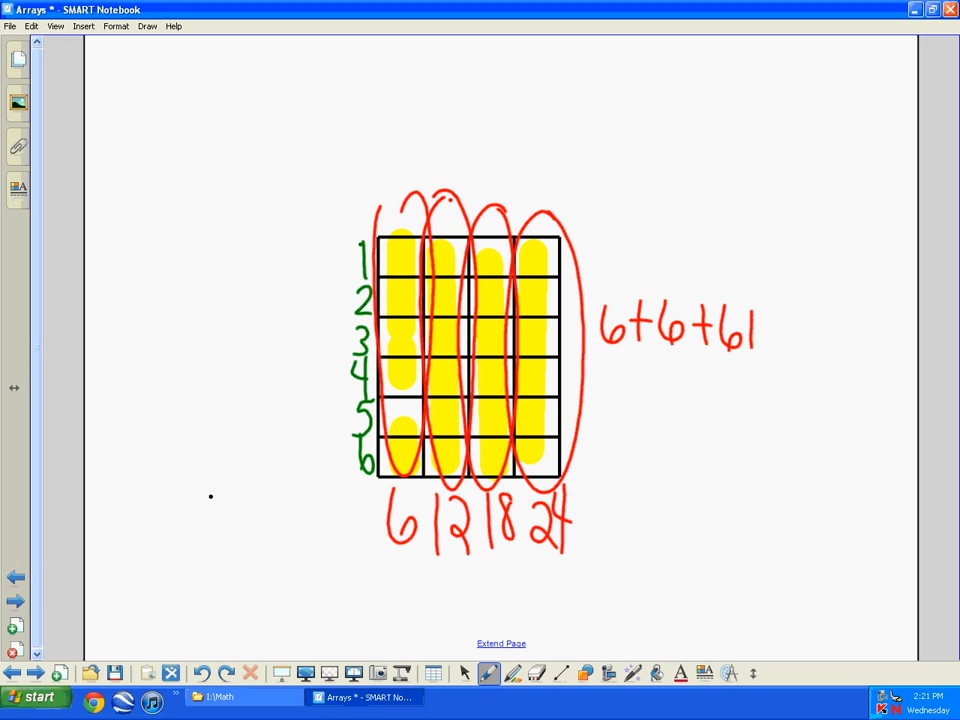 Arrays * - SMART Notebook
File Edit View Insert Format Draw Help
1
2
3
4
5
6
6+6+61
6 12 18 24
Extend Page
start
I:\Math
Arrays * - SMART No...
2:21 PM
Wednesday